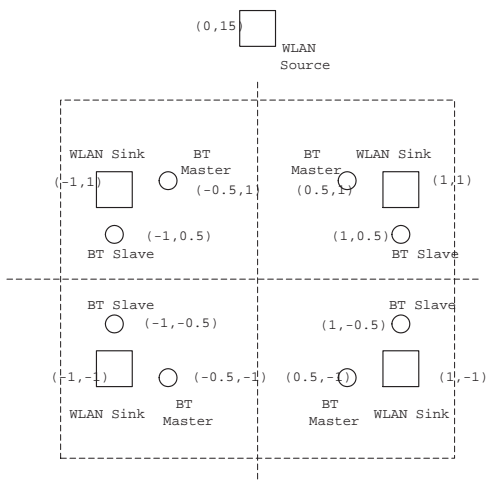 (0,15)
WLAN
Source
WLAN Sink
BT
Master
BT
Master
WLAN Sink
(-1,1)
(-0.5,1)
(0.5,1)
(1,1)
(-1,0.5)
(1,0.5)
BT Slave
BT Slave
BT Slave
BT Slave
(-1,-0.5)
(1,-0.5)
(-1,-1)
(-0.5,-1)
(0.5,-1)
(1,-1)
WLAN Sink
BT
Master
BT
Master
WLAN Sink